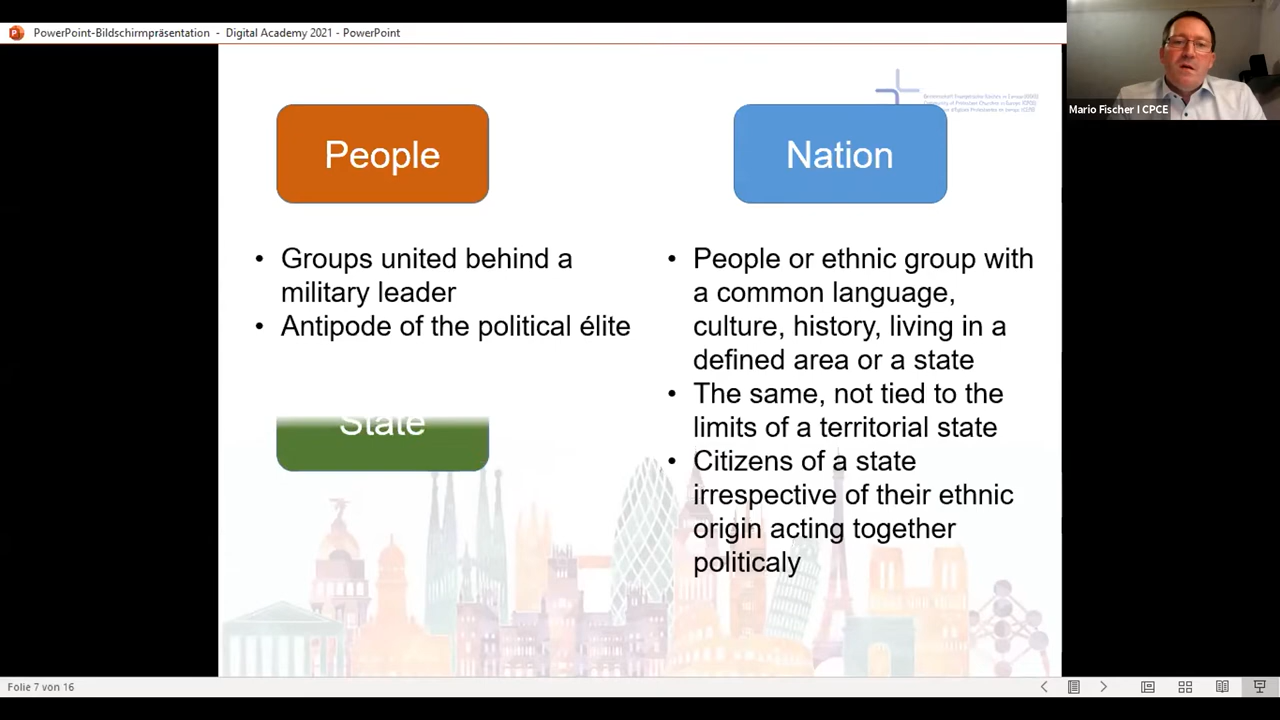 PowerPoint-Bildschirmpräsentation - Digital Academy 2021 - PowerPoint
Mario Fischer I CPCE
People
Nation
• Groups united behind a
military leader
• Antipode of the political élite
State
• People or ethnic group with
a common language,
culture, history, living in a
defined area or a state
• The same, not tied to the
limits of a territorial state
• Citizens of a state
irrespective of their ethnic
origin acting together
politicaly
Folie 7 von 16